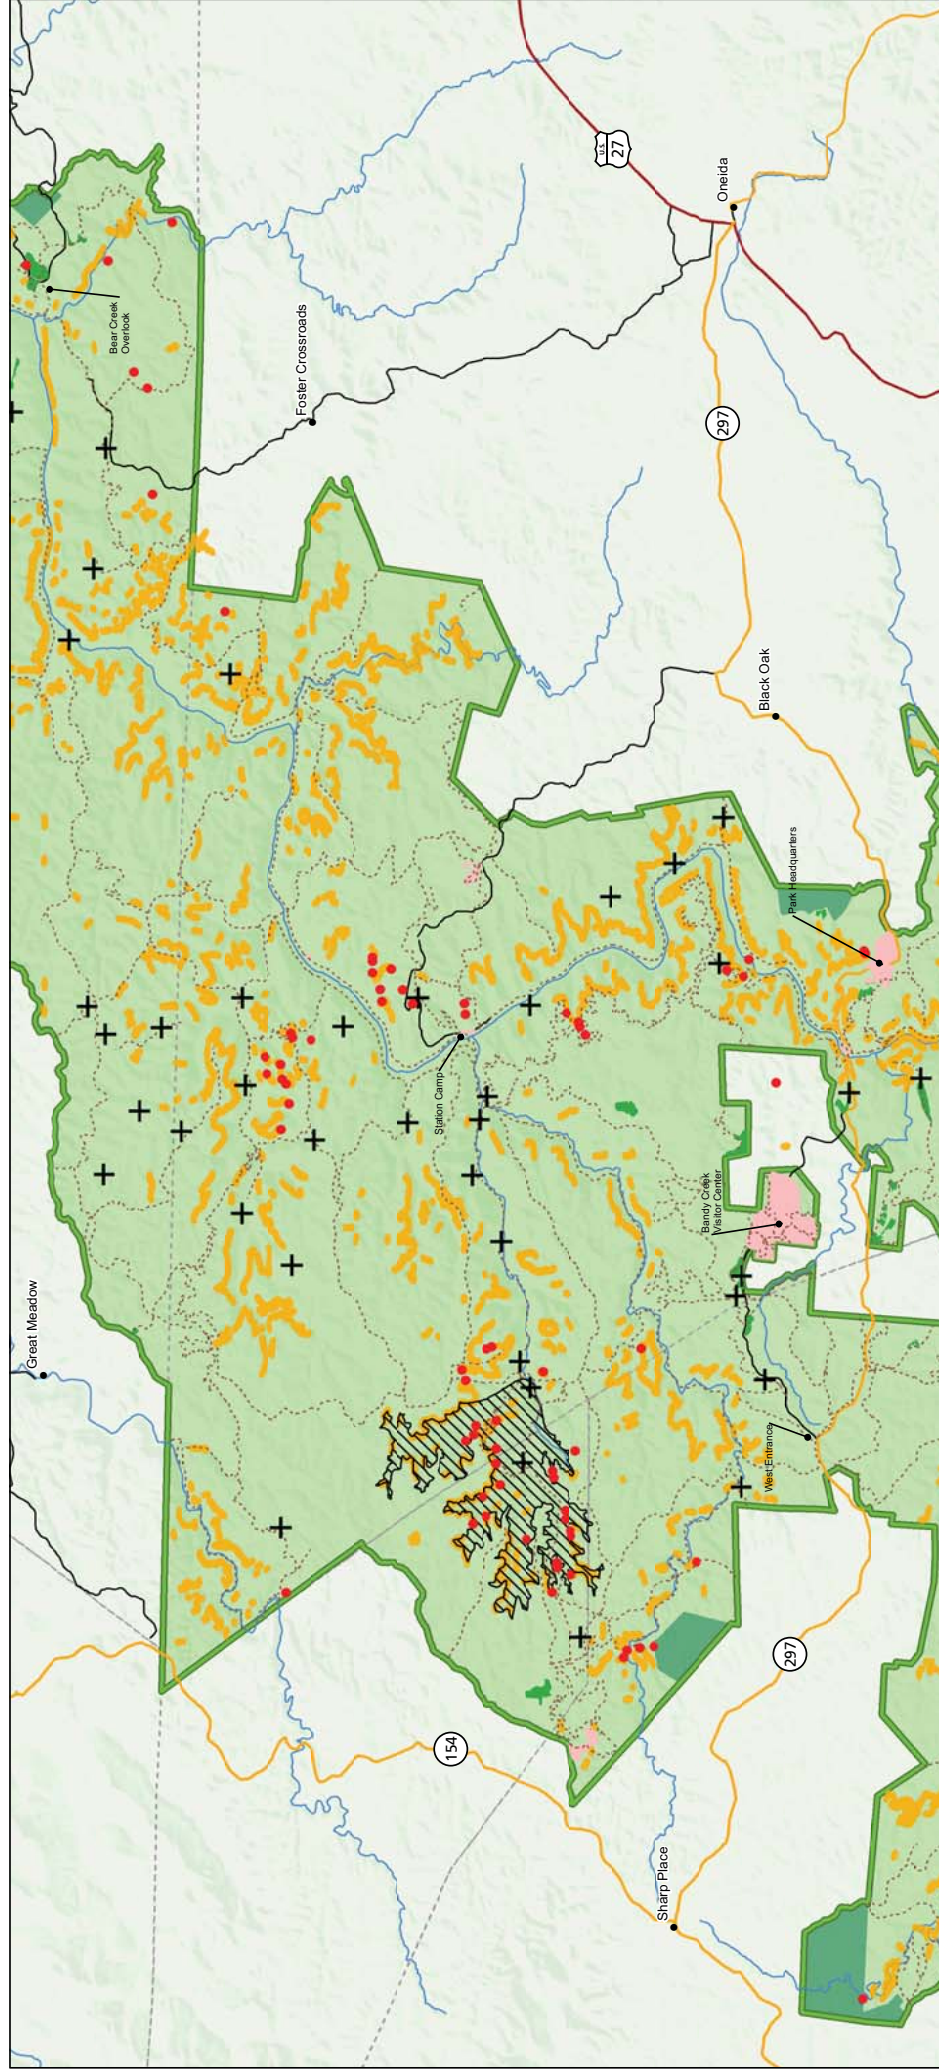 Great Meadow
154
Sharp Place
297
West Entrance
Bandy Creek
Visitor Center
Station Camp
Park Headquarters
Black Oak
Bear Creek
Overlook
Foster Crossroads
297
U.S.
27
Oneida